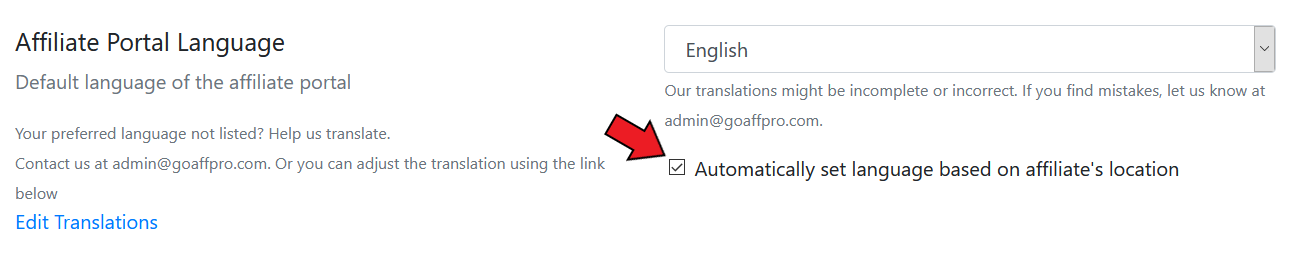 Affiliate Portal Language
Default language of the affiliate portal
Your preferred language not listed? Help us translate.
Contact us at admin@goaffpro.com. Or you can adjust the translation using the link
below
Edit Translations
English
Our translations might be incomplete or incorrect. If you find mistakes, let us know at
admin@goaffpro.com.
Automatically set language based on affiliate's location